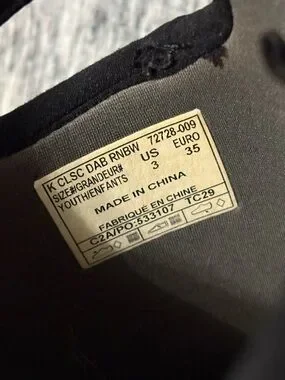 K CLSC DAB RNBW 72728-009
SIZE#/GRANDEUR# US EURO
YOUTH/ENFANTS 3 35
MADE IN CHINA
FABRIQUE EN CHINE
C2A/PO-533107 TC29